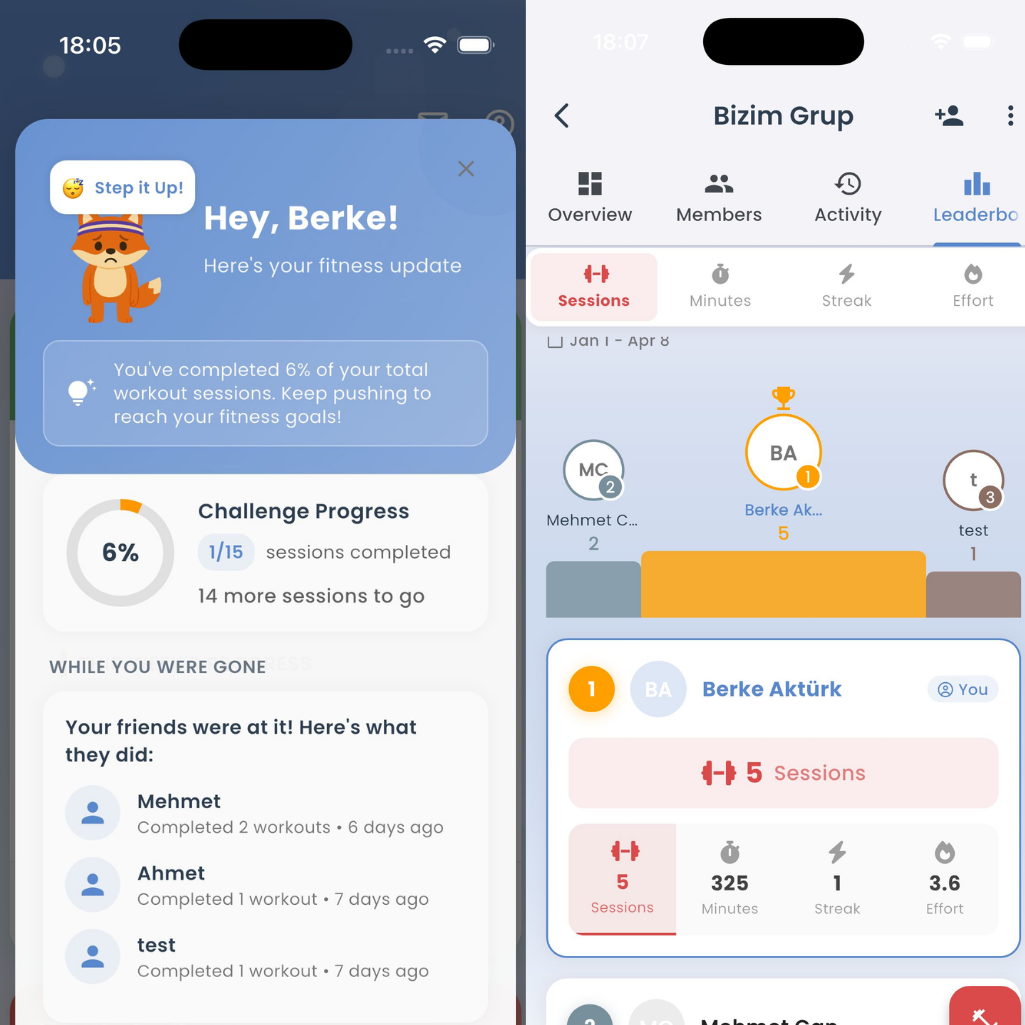 18:05
Step it Up!
Hey, Berke!
Here's your fitness update
You've completed 6% of your total
workout sessions. Keep pushing to
reach your fitness goals!
6%
Challenge Progress
1/15 sessions completed
14 more sessions to go
WHILE YOU WERE GONE
Your friends were at it! Here's what
they did:
Mehmet
Completed 2 workouts • 6 days ago
Ahmet
Completed 1 workout • 7 days ago
test
Completed 1 workout • 7 days ago
18:07
Bizim Grup
Overview Members Activity Leaderbo
Sessions Minutes Streak Effort
Jan 1 - Apr 8
BA
1
MC
2
t
3
Berke Ak...
5
Mehmet C...
2
test
1
1 BA Berke Aktürk You
5 Sessions
5 325 1 3.6
Sessions Minutes Streak Effort
2 MC Mehmet Can